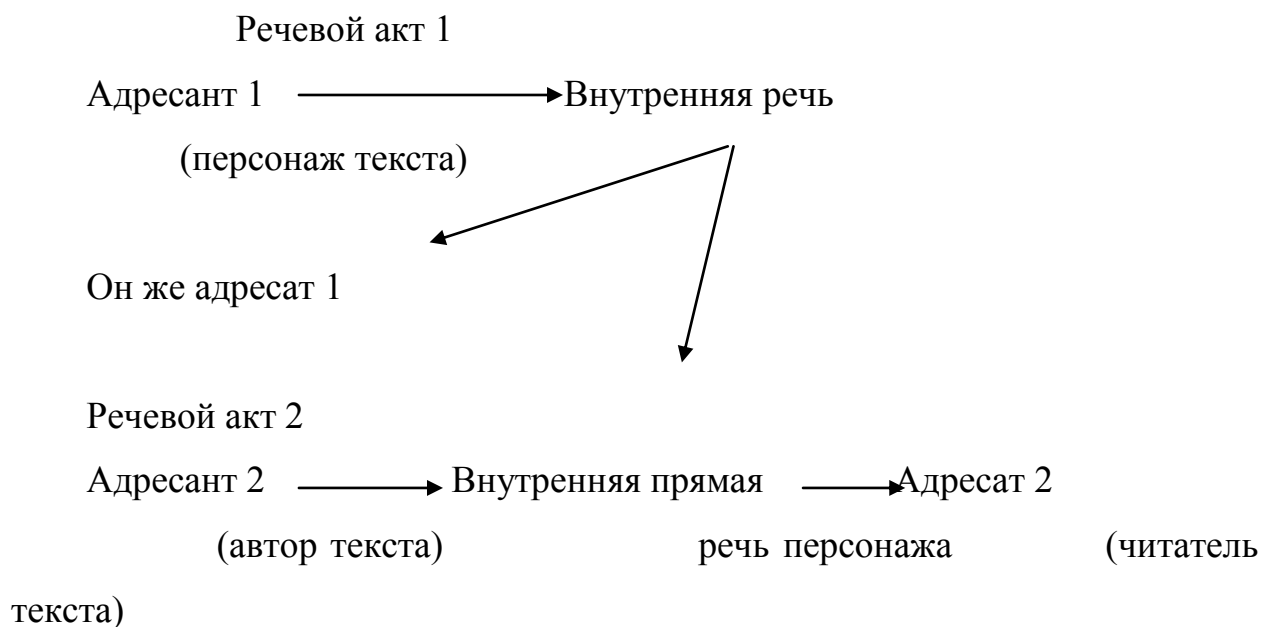 Речевой акт 1
Адресант 1 Внутренняя речь
(персонаж текста)
Он же адресат 1
Речевой акт 2
Адресант 2 Внутренняя прямая Адресат 2
(автор текста) речь персонажа (читатель
текста)